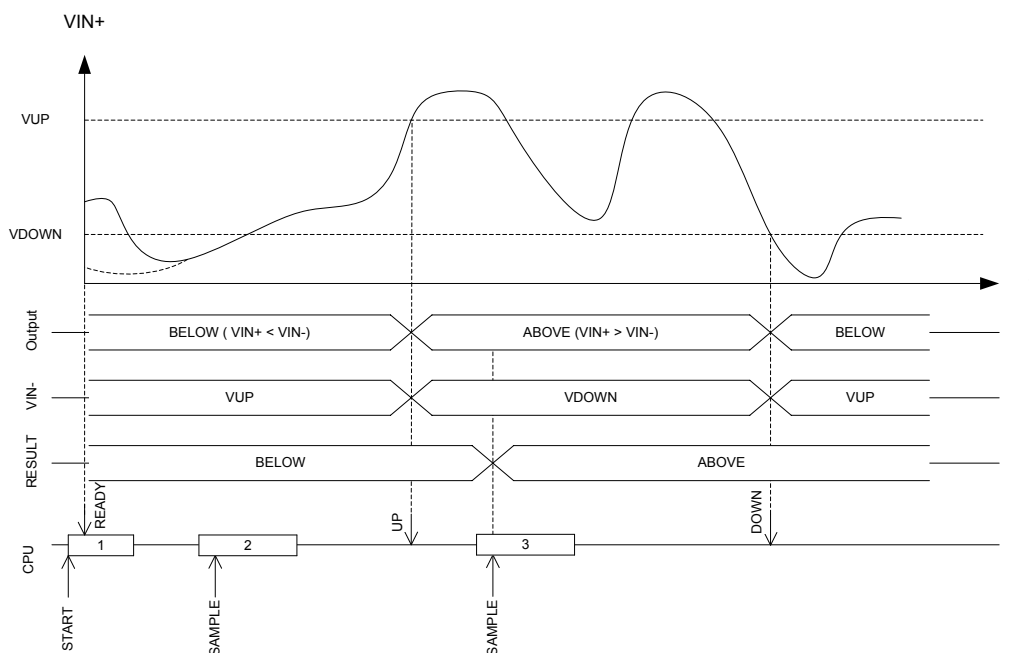 VIN+
VUP
VDOWN
Output
BELOW ( VIN+ < VIN-)
ABOVE (VIN+ > VIN-)
BELOW
VIN-
VUP
VDOWN
VUP
RESULT
BELOW
ABOVE
READY
UP
DOWN
CPU
1
2
3
START
SAMPLE
SAMPLE